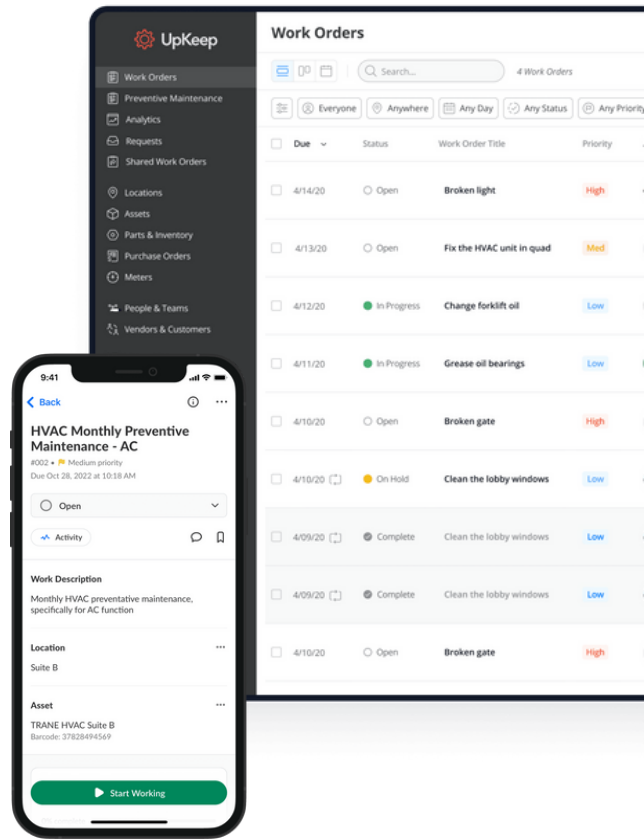 UpKeep
Work Orders
Preventive Maintenance
Analytics
Requests
Shared Work Orders
Locations
Assets
Parts & Inventory
Purchase Orders
Meters
People & Teams
Vendors & Customers
Work Orders
Search...
4 Work Orders
Everyone Anywhere Any Day Any Status Any Priority
Due Status Work Order Title Priority
4/14/20 Open Broken light High
4/13/20 Open Fix the HVAC unit in quad Med
4/12/20 In Progress Change forklift oil Low
4/11/20 In Progress Grease oil bearings Low
4/10/20 Open Broken gate High
4/10/20 On Hold Clean the lobby windows Low
4/09/20 Complete Clean the lobby windows Low
4/09/20 Complete Clean the lobby windows Low
4/10/20 Open Broken gate High
9:41
Back
HVAC Monthly Preventive
Maintenance - AC
#002 • Medium priority
Due Oct 28, 2022 at 10:18 AM
Open
Activity
Work Description
Monthly HVAC preventative maintenance,
specifically for AC function
Location
Suite B
Asset
TRANE HVAC Suite B
Barcode: 37828494569
Start Working